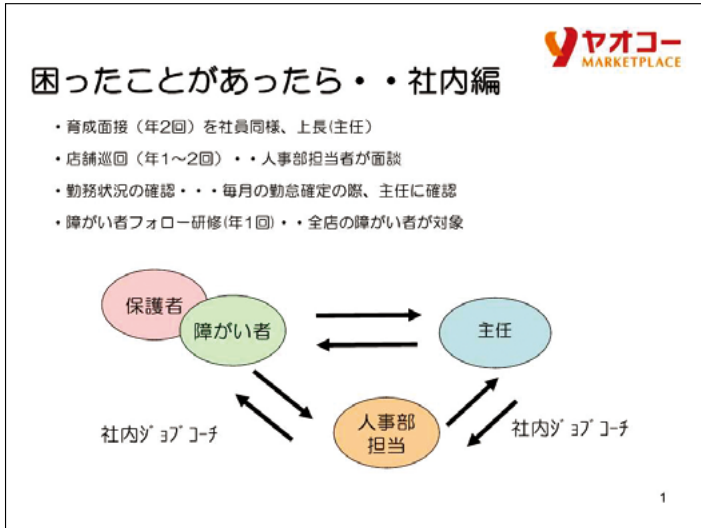 ヤオコー
MARKETPLACE
困ったことがあったら・・社内編
・育成面接（年2回）を社員同様、上長(主任）
・店舗巡回（年1～2回）・・人事部担当者が面談
・勤務状況の確認・・・毎月の勤怠確定の際、主任に確認
・障がい者フォロー研修(年1回)・・全店の障がい者が対象
保護者
障がい者
主任
人事部
担当
社内ｼﾞｮﾌﾞｺｰﾁ
社内ｼﾞｮﾌﾞｺｰﾁ
1